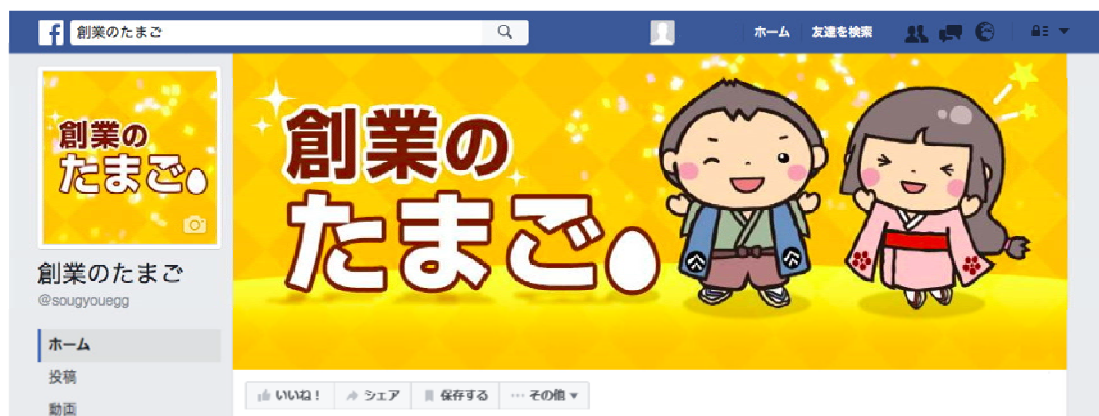 創業のたまご
ホーム
友達を検索
創業の
たまご。
創業のたまご
@sougyouegg
ホーム
投稿
動画
創業の
たまご。
いいね！
シェア
保存する
その他